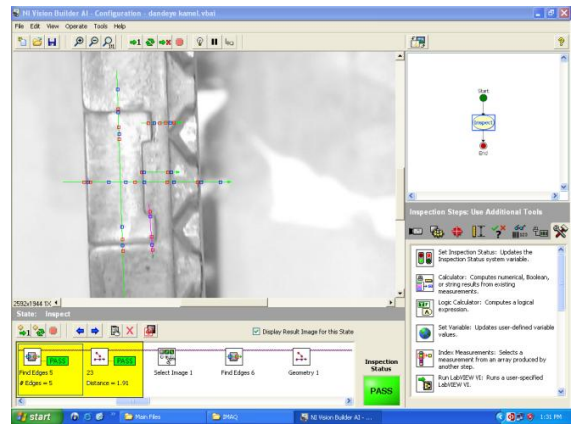 NI Vision Builder AI - Configuration - dandeye kamel.vbai
File Edit View Operate Tools Help
Start
Inspect
End
2592x1944 1X
Inspection Steps: Use Additional Tools
Set Inspection Status: Updates the
Inspection Status system variable.
Calculator: Computes numerical, Boolean,
or string results from existing
measurements.
Logic Calculator: Computes a logical
expression.
Set Variable: Updates user-defined variable
values.
Index Measurements: Selects a
measurement from an array produced by
another step.
Run LabVIEW VI: Runs a user-specified
LabVIEW VI.
State: Inspect
Display Result Image for this State
PASS
PASS
Find Edges 5
23
Select Image 1
Find Edges 6
Geometry 1
# Edges = 5
Distance = 1.91
Inspection
Status
PASS
start
Main Files
IMAQ
NI Vision Builder AI - ...
1:31 PM